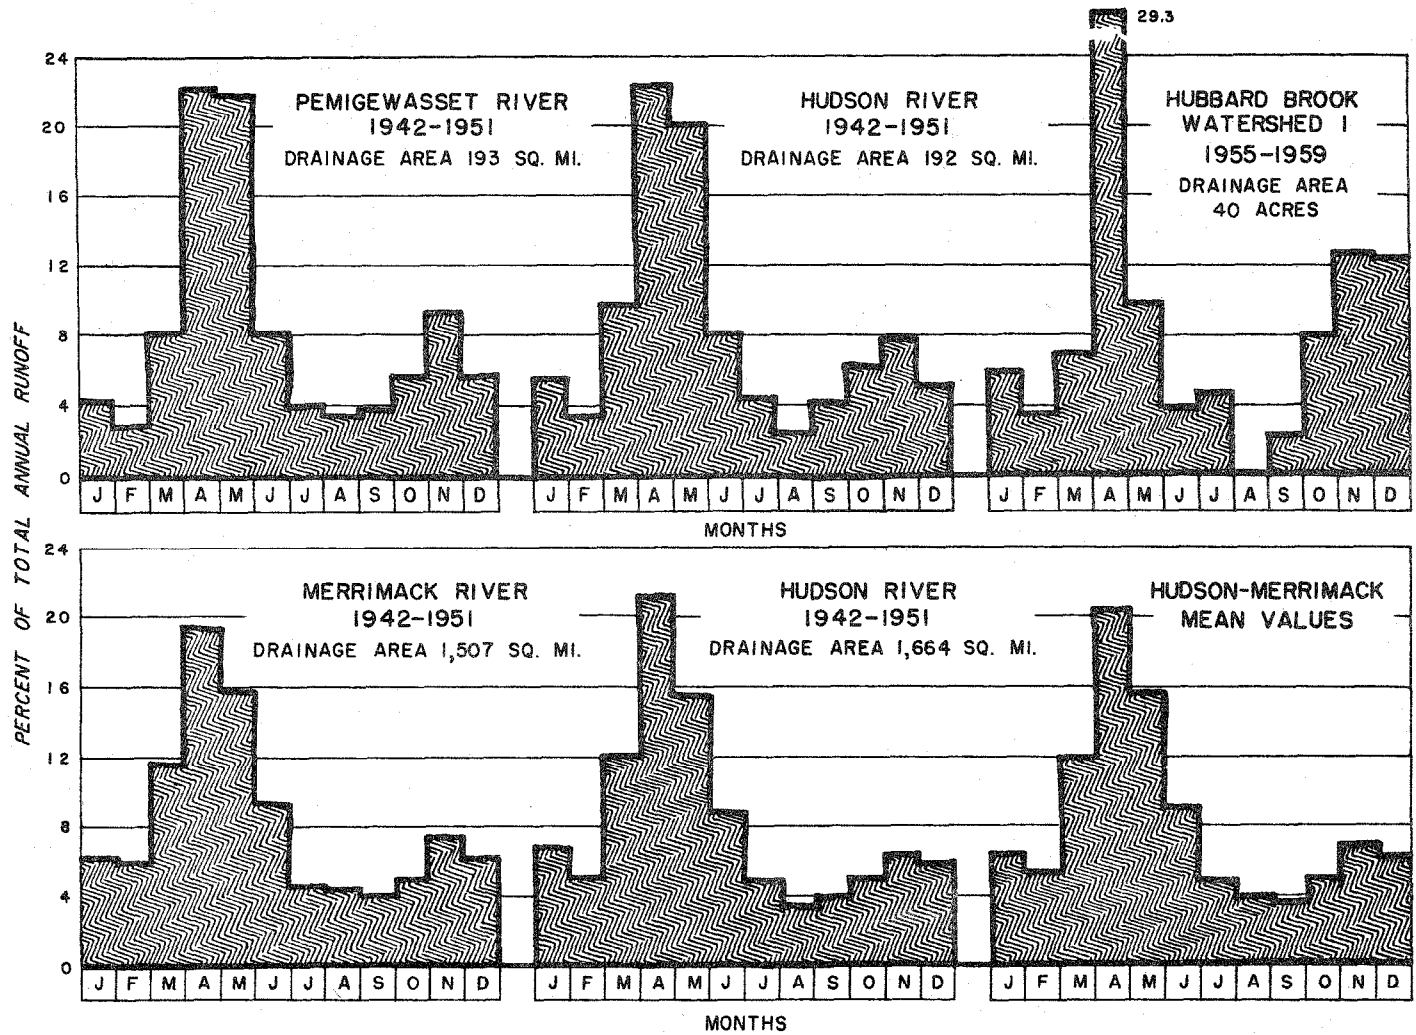 29.3
24
20
16
12
8
4
0
PEMIGEWASSET RIVER
1942-1951
DRAINAGE AREA 193 SQ. MI.
HUDSON RIVER
1942-1951
DRAINAGE AREA 192 SQ. MI.
HUBBARD BROOK
WATERSHED 1
1955-1959
DRAINAGE AREA
40 ACRES
J F M A M J J A S O N D
J F M A M J J A S O N D
J F M A M J J A S O N D
MONTHS
PERCENT OF TOTAL ANNUAL RUNOFF
24
20
16
12
8
4
0
MERRIMACK RIVER
1942-1951
DRAINAGE AREA 1,507 SQ. MI.
HUDSON RIVER
1942-1951
DRAINAGE AREA 1,664 SQ. MI.
HUDSON-MERRIMACK
MEAN VALUES
J F M A M J J A S O N D
J F M A M J J A S O N D
J F M A M J J A S O N D
MONTHS